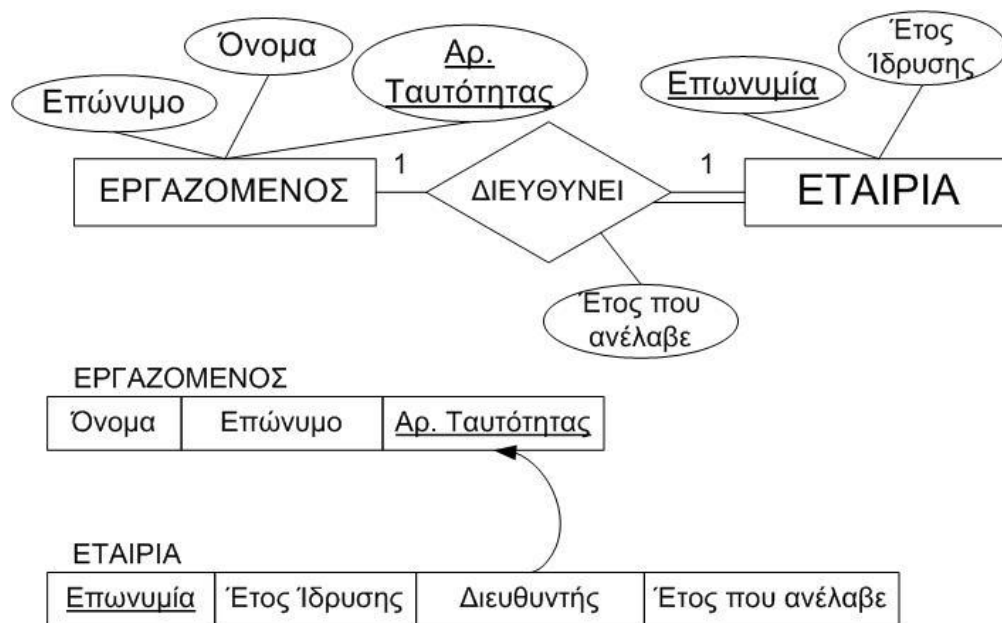 Όνομα
Επώνυμο
Αρ.
Ταυτότητας
Επωνυμία
Έτος
Ίδρυσης
ΕΡΓΑΖΟΜΕΝΟΣ
1
ΔΙΕΥΘΥΝΕΙ
1
ΕΤΑΙΡΙΑ
Έτος που
ανέλαβε
ΕΡΓΑΖΟΜΕΝΟΣ
Όνομα Επώνυμο Αρ. Ταυτότητας
ΕΤΑΙΡΙΑ
Επωνυμία Έτος Ίδρυσης Διευθυντής Έτος που ανέλαβε